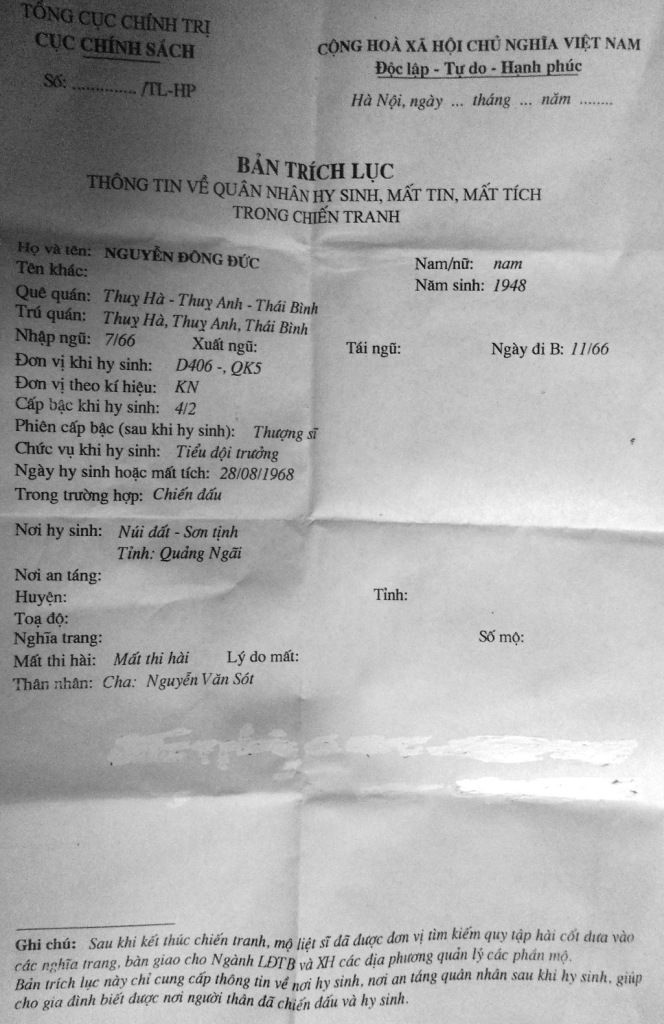 TỔNG CỤC CHÍNH TRỊ
CỤC CHÍNH SÁCH
Số: .............. /TL-HP
CỘNG HOÀ XÃ HỘI CHỦ NGHĨA VIỆT NAM
Độc lập - Tự do - Hạnh phúc
Hà Nội, ngày ... tháng ... năm ........
BẢN TRÍCH LỤC
THÔNG TIN VỀ QUÂN NHÂN HY SINH, MẤT TIN, MẤT TÍCH
TRONG CHIẾN TRANH
Họ và tên: NGUYỄN ĐÔNG ĐỨC
Nam/nữ: nam
Tên khác:
Năm sinh: 1948
Quê quán: Thuỵ Hà - Thuỵ Anh - Thái Bình
Trú quán: Thuỵ Hà, Thuỵ Anh, Thái Bình
Nhập ngũ: 7/66 Xuất ngũ: Tái ngũ: Ngày đi B: 11/66
Đơn vị khi hy sinh: D406 -, QK5
Đơn vị theo kí hiệu: KN
Cấp bậc khi hy sinh: 4/2
Phiên cấp bậc (sau khi hy sinh): Thượng sĩ
Chức vụ khi hy sinh: Tiểu đội trưởng
Ngày hy sinh hoặc mất tích: 28/08/1968
Trong trường hợp: Chiến đấu
Nơi hy sinh: Núi đất - Sơn tịnh
Tỉnh: Quảng Ngãi
Nơi an táng:
Huyện: Tỉnh:
Toạ độ:
Nghĩa trang: Số mộ:
Mất thi hài: Mất thi hài Lý do mất:
Thân nhân: Cha: Nguyễn Văn Sót
Ghi chú: Sau khi kết thúc chiến tranh, mộ liệt sĩ đã được đơn vị tìm kiếm quy tập hài cốt đưa vào
các nghĩa trang, bàn giao cho Ngành LĐTB và XH các địa phương quản lý các phần mộ.
Bản trích lục này chỉ cung cấp thông tin về nơi hy sinh, nơi an táng quân nhân sau khi hy sinh, giúp
cho gia đình biết được nơi người thân đã chiến đấu và hy sinh.